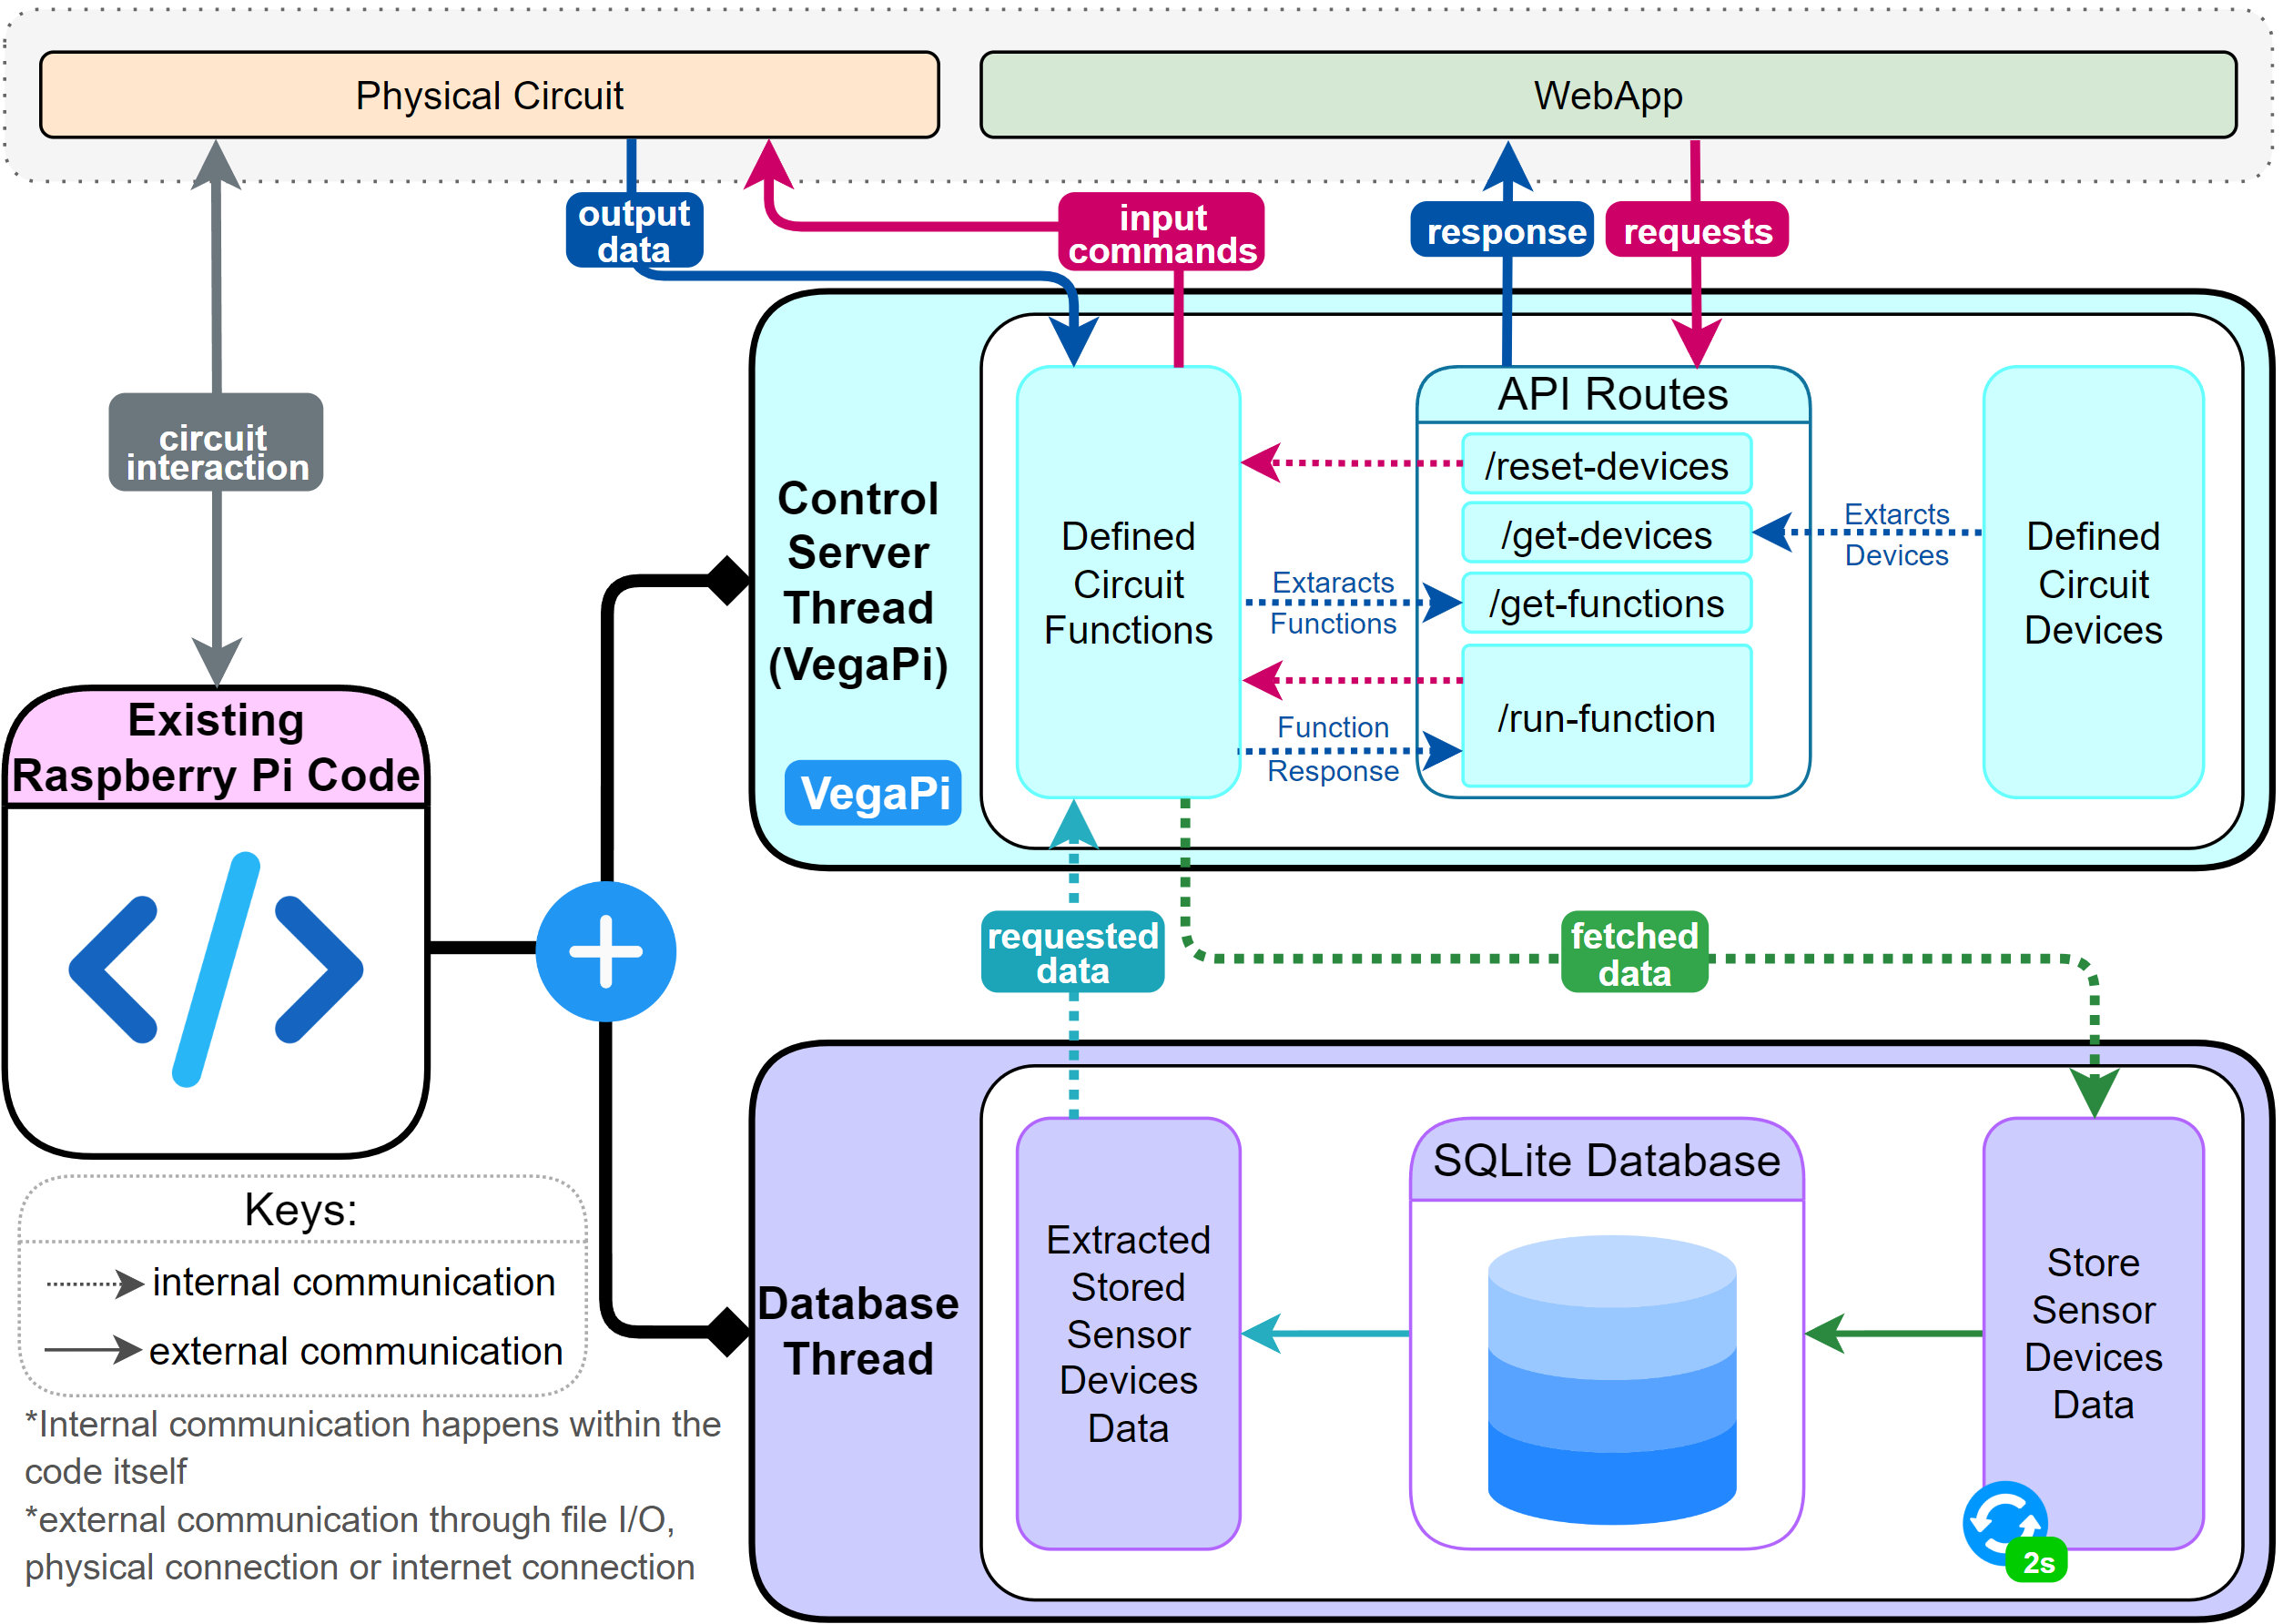 Physical Circuit
WebApp
output
data
input
commands
response
requests
circuit
interaction
Control
Server
Thread
(VegaPi)
VegaPi
Defined
Circuit
Functions
API Routes
/reset-devices
/get-devices
/get-functions
/run-function
Extarcts
Devices
Extaracts
Functions
Function
Response
Defined
Circuit
Devices
Existing
Raspberry Pi Code
requested
data
fetched
data
Database
Thread
Extracted
Stored
Sensor
Devices
Data
SQLite Database
Store
Sensor
Devices
Data
2s
Keys:
internal communication
external communication
*Internal communication happens within the
code itself
*external communication through file I/O,
physical connection or internet connection